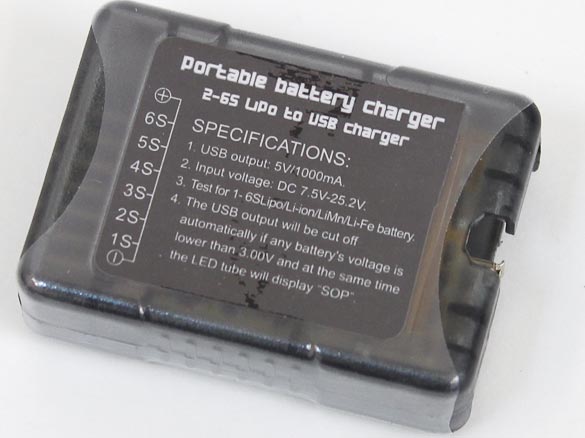 Portable battery charger
2-6S LiPo to USB charger
SPECIFICATIONS:
1. USB output: 5V/1000mA.
2. Input voltage: DC 7.5V-25.2V.
3. Test for 1- 6SLipo/Li-ion/LiMn/Li-Fe battery.
4. The USB output will be cut off
automatically if any battery's voltage is
lower than 3.00V and at the same time
the LED tube will display "SOP"
+
6S
5S
4S
3S
2S
1S
-